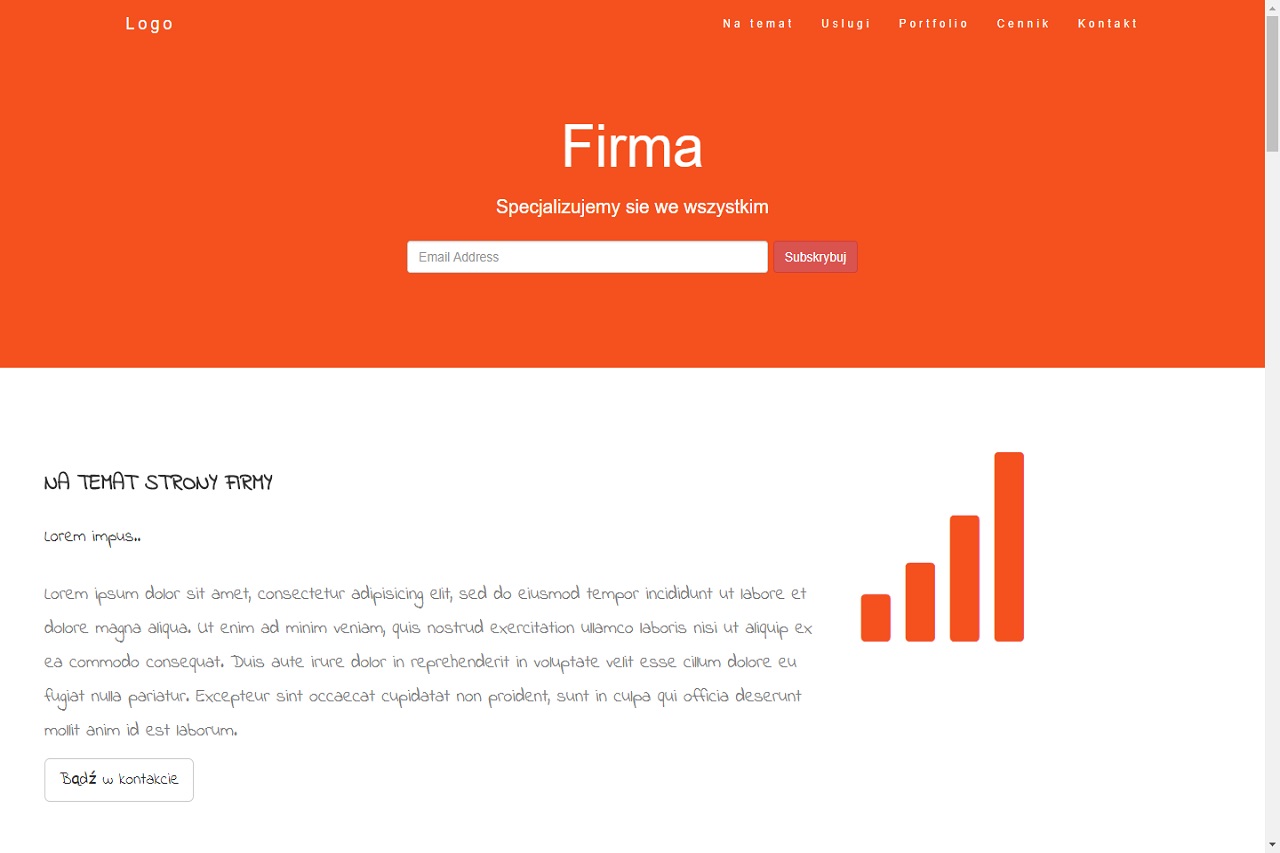 Logo
Na temat Uslugi Portfolio Cennik Kontakt
Firma
Specjalizujemy sie we wszystkim
Email Address Subskrybuj
NA TEMAT STRONY FIRMY
Lorem impus..
Lorem ipsum dolor sit amet, consectetur adipisicing elit, sed do eiusmod tempor incididunt ut labore et
dolore magna aliqua. Ut enim ad minim veniam, quis nostrud exercitation ullamco laboris nisi ut aliquip ex
ea commodo consequat. Duis aute irure dolor in reprehenderit in voluptate velit esse cillum dolore eu
fugiat nulla pariatur. Excepteur sint occaecat cupidatat non proident, sunt in culpa qui officia deserunt
mollit anim id est laborum.
Bądź w kontakcie